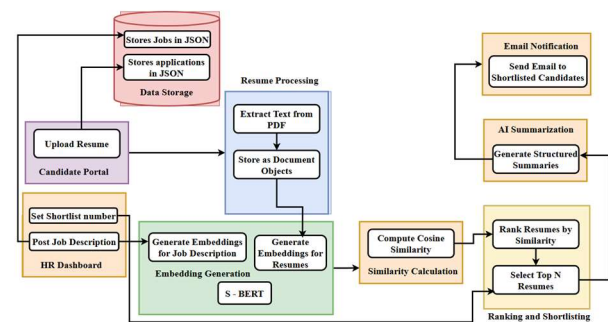 Stores Jobs in JSON
Stores applications
in JSON
Data Storage
Upload Resume
Candidate Portal
Resume Processing
Extract Text from
PDF
Store as Document
Objects
Set Shortlist number
Post Job Description
HR Dashboard
Generate Embeddings
for Job Description
Generate
Embeddings for
Resumes
Embedding Generation
S - BERT
Compute Cosine
Similarity
Similarity Calculation
Email Notification
Send Email to
Shortlisted Candidates
AI Summarization
Generate Structured
Summaries
Rank Resumes by
Similarity
Select Top N
Resumes
Ranking and Shortlisting